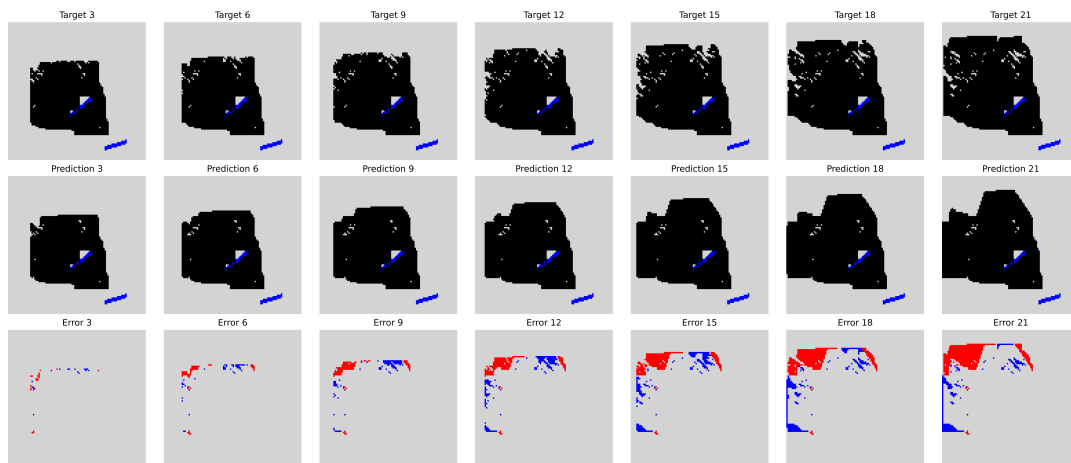 Target 3 Target 6 Target 9 Target 12 Target 15 Target 18 Target 21
Prediction 3 Prediction 6 Prediction 9 Prediction 12 Prediction 15 Prediction 18 Prediction 21
Error 3 Error 6 Error 9 Error 12 Error 15 Error 18 Error 21